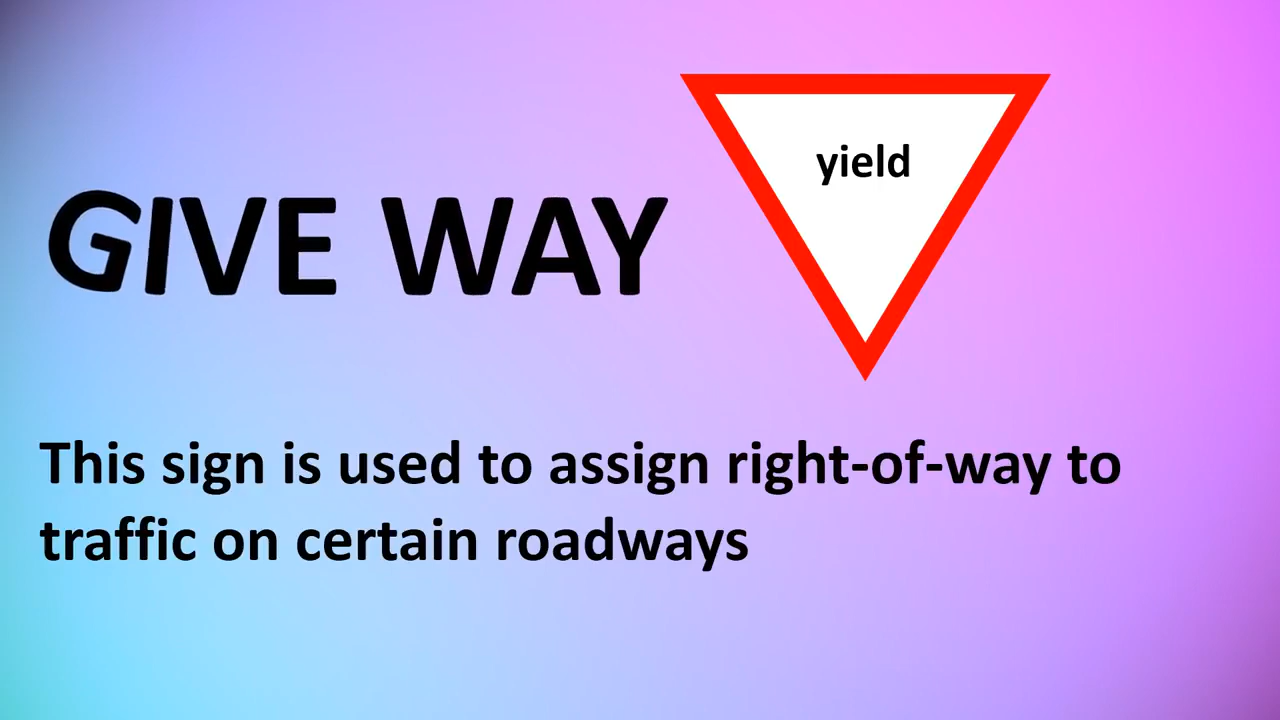 GIVE WAY
yield
This sign is used to assign right-of-way to
traffic on certain roadways